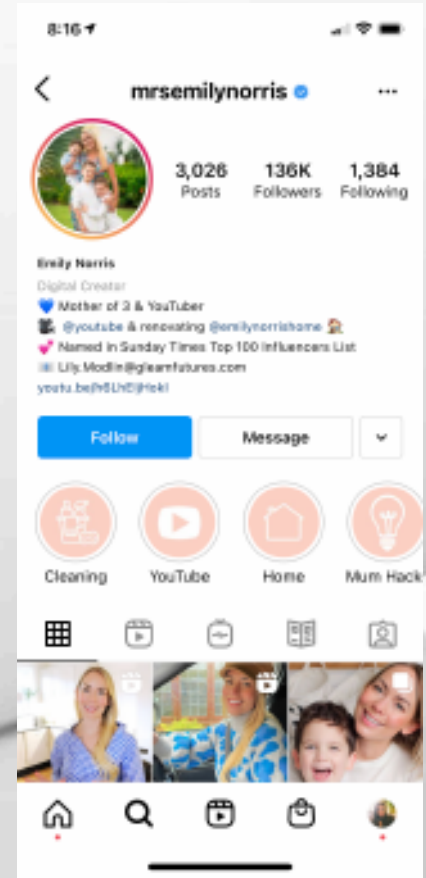 8:16
mrsemilynorris
3,026 136K 1,384
Posts Followers Following
Emily Norris
Digital Creator
Mother of 3 & YouTuber
@youtube & renovating @emilynorrishome
Named in Sunday Times Top 100 Influencers List
Lily.Modlin@gleamfutures.com
Follow Message
Cleaning YouTube Home Mum Hack